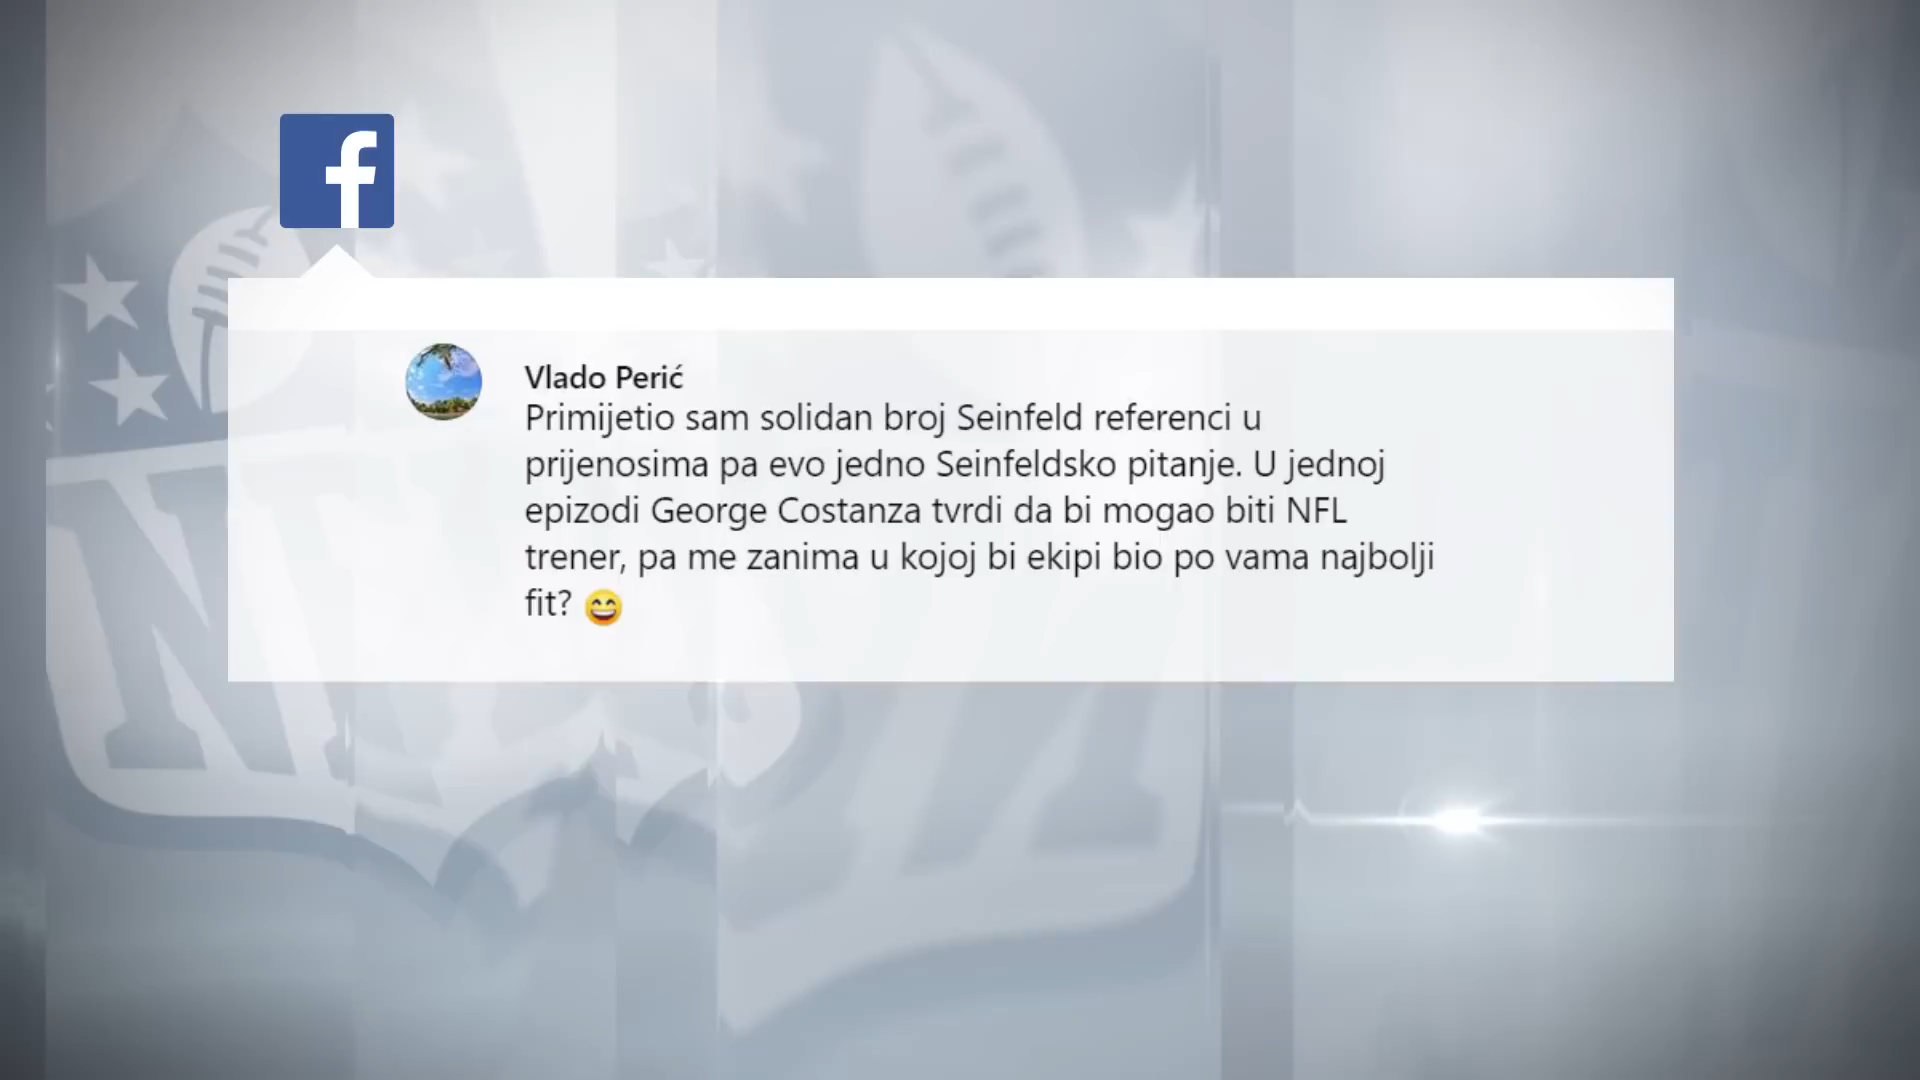 f
Vlado Perić
Primijetio sam solidan broj Seinfeld referenci u
prijenosima pa evo jedno Seinfeldsko pitanje. U jednoj
epizodi George Costanza tvrdi da bi mogao biti NFL
trener, pa me zanima u kojoj bi ekipi bio po vama najbolji
fit? 😄
NFL